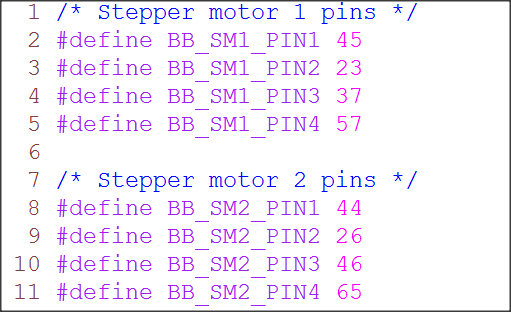 1 /* Stepper motor 1 pins */
2 #define BB_SM1_PIN1 45
3 #define BB_SM1_PIN2 23
4 #define BB_SM1_PIN3 37
5 #define BB_SM1_PIN4 57
6
7 /* Stepper motor 2 pins */
8 #define BB_SM2_PIN1 44
9 #define BB_SM2_PIN2 26
10 #define BB_SM2_PIN3 46
11 #define BB_SM2_PIN4 65